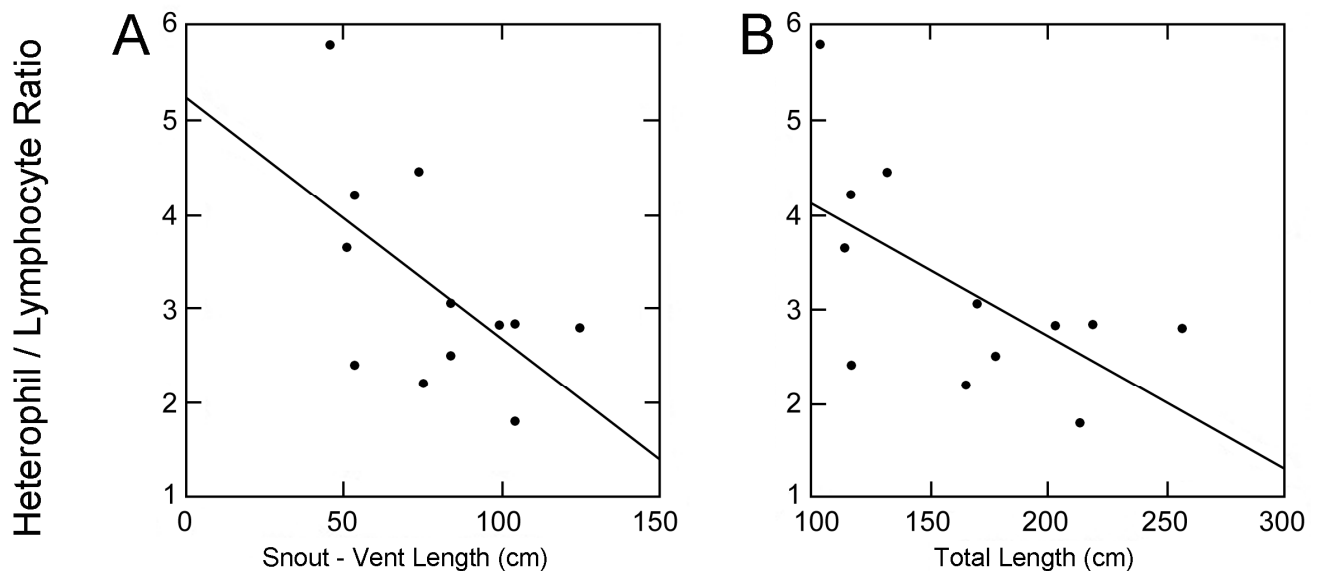 Heterophil / Lymphocyte Ratio
A
6
5
4
3
2
1
0 50 100 150
Snout - Vent Length (cm)
B
6
5
4
3
2
1
100 150 200 250 300
Total Length (cm)